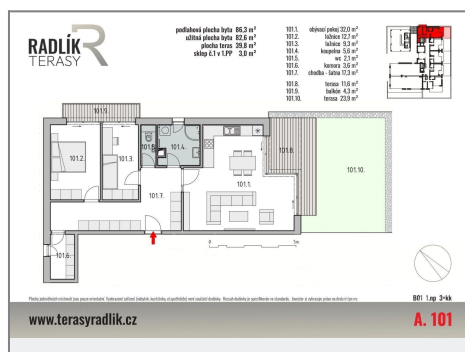 RADLÍK
TERASY
podlahová plocha bytu 86,3 m²
užitná plocha bytu 82,6 m²
plocha teras 39,8 m²
sklep č.1 v 1.PP 3,0 m²
101.1. obývací pokoj 32,0 m²
101.2. ložnice 12,7 m²
101.3. ložnice 9,3 m²
101.4. koupelna 5,6 m²
101.5. wc 2,1 m²
101.6. komora 3,6 m²
101.7. chodba - šatna 17,3 m²
101.8. terasa 11,6 m²
101.9. balkón 4,3 m²
101.10. terasa 23,9 m²
101.9.
101.2.
101.3.
101.4.
101.8.
101.10.
101.7.
101.1.
101.6.
0 1m
B01 1.np 3+kk
www.terasyradlik.cz
A. 101